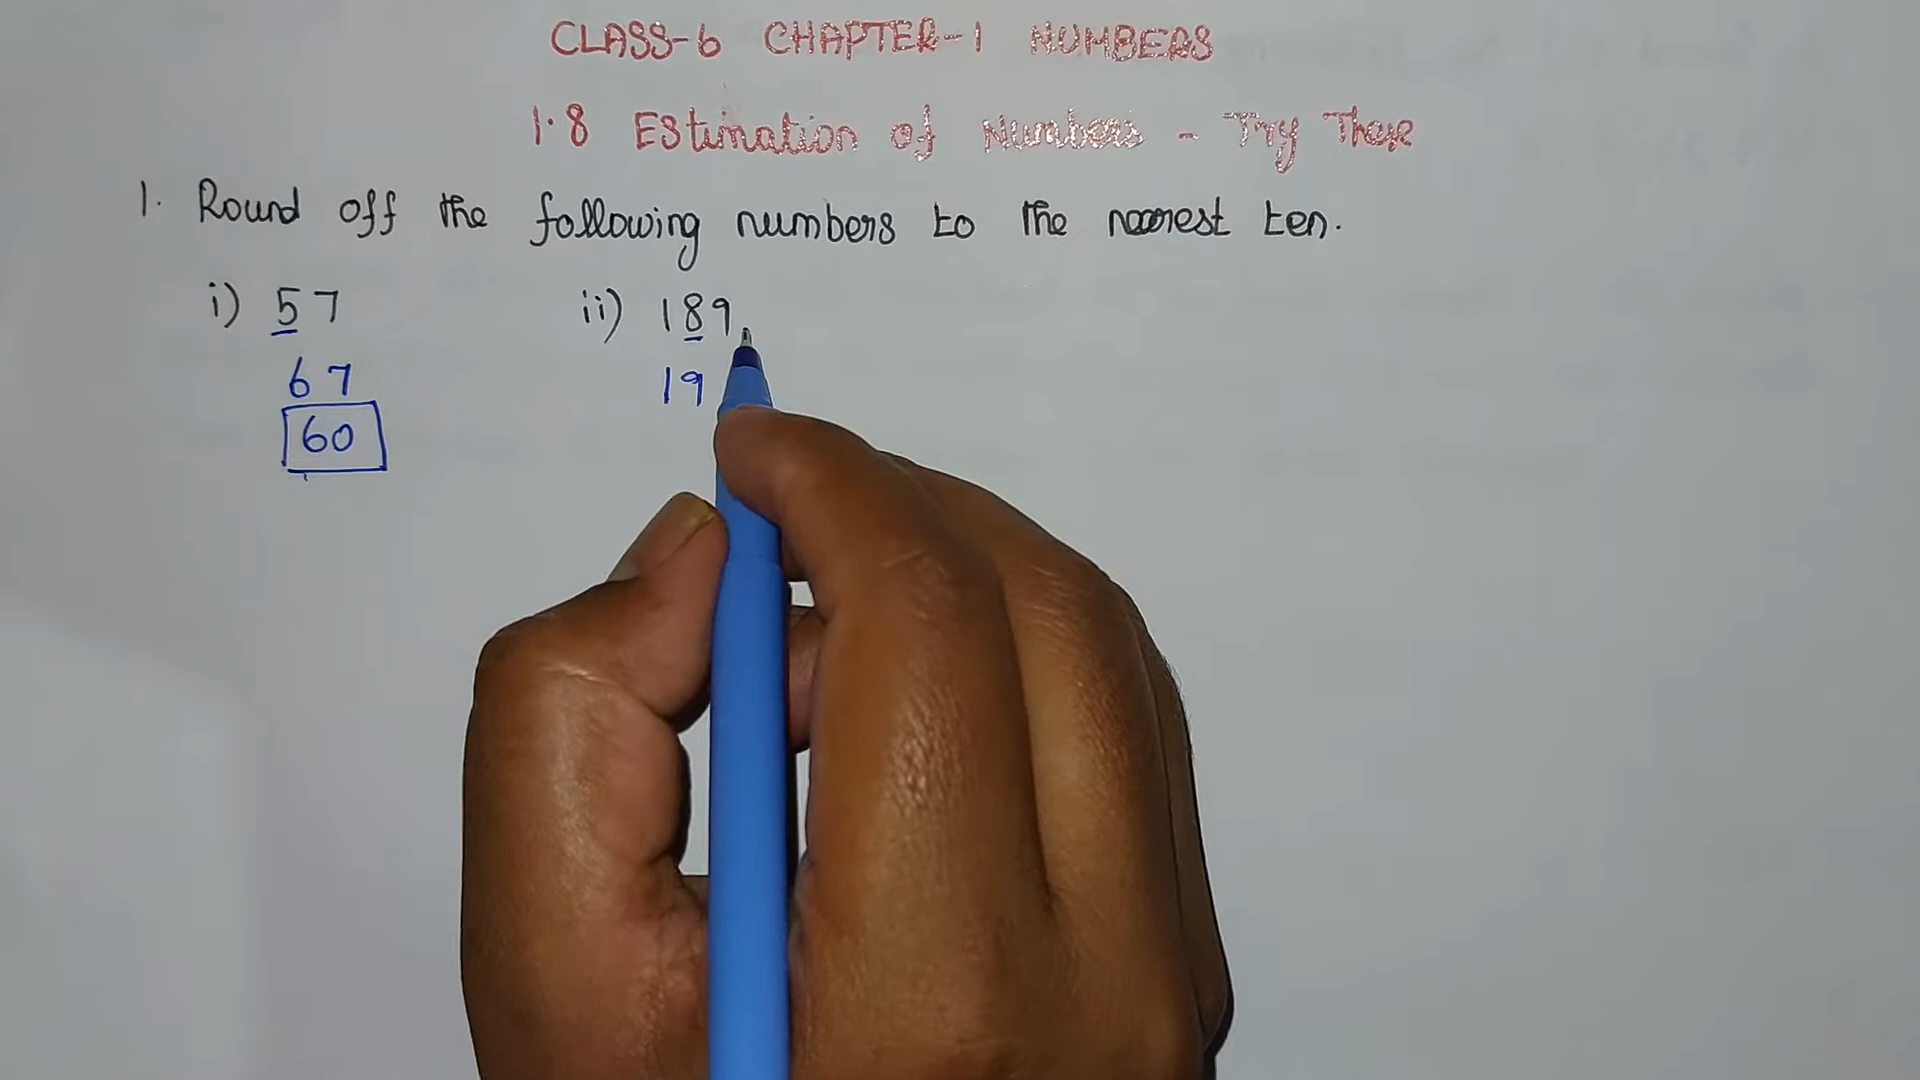 CLASS-6 CHAPTER-1 NUMBERS
1.8 Estimation of Numbers - Try These
1. Round off the following numbers to the nearest ten.
i) 57 ii) 189
67 19
60